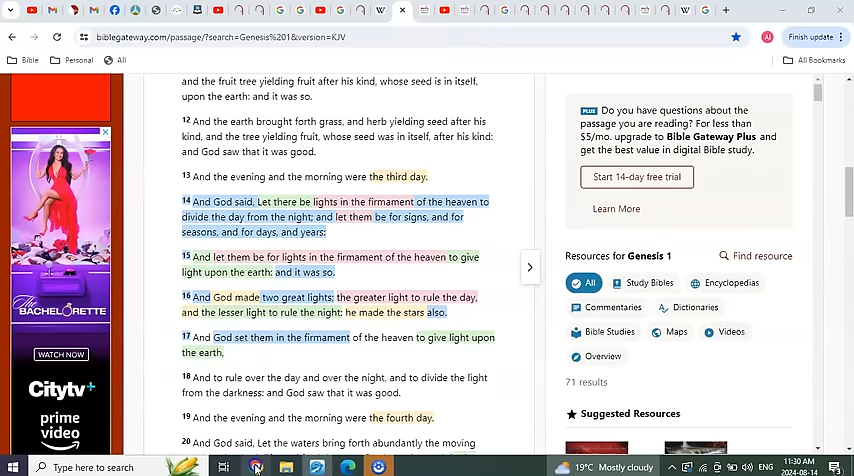 biblegateway.com/passage/?search=Genesis%201&version=KJV
Finish update
Bible
Personal
All
All Bookmarks
and the fruit tree yielding fruit after his kind, whose seed is in itself,
upon the earth: and it was so.
12 And the earth brought forth grass, and herb yielding seed after his
kind, and the tree yielding fruit, whose seed was in itself, after his kind:
and God saw that it was good.
13 And the evening and the morning were the third day.
14 And God said, Let there be lights in the firmament of the heaven to
divide the day from the night; and let them be for signs, and for
seasons, and for days, and years:
15 And let them be for lights in the firmament of the heaven to give
light upon the earth: and it was so.
16 And God made two great lights; the greater light to rule the day,
and the lesser light to rule the night: he made the stars also.
17 And God set them in the firmament of the heaven to give light upon
the earth,
18 And to rule over the day and over the night, and to divide the light
from the darkness: and God saw that it was good.
19 And the evening and the morning were the fourth day.
20 And God said, Let the waters bring forth abundantly the moving
THE
BACHELORETTE
WATCH NOW
Citytv+
prime
video
PLUS Do you have questions about the
passage you are reading? For less than
$5/mo. upgrade to Bible Gateway Plus and
get the best value in digital Bible study.
Start 14-day free trial
Learn More
Resources for Genesis 1
Find resource
All
Study Bibles
Encyclopedias
Commentaries
Dictionaries
Bible Studies
Maps
Videos
Overview
71 results
Suggested Resources
Type here to search
19°C Mostly cloudy
ENG
11:30 AM
2024-08-14